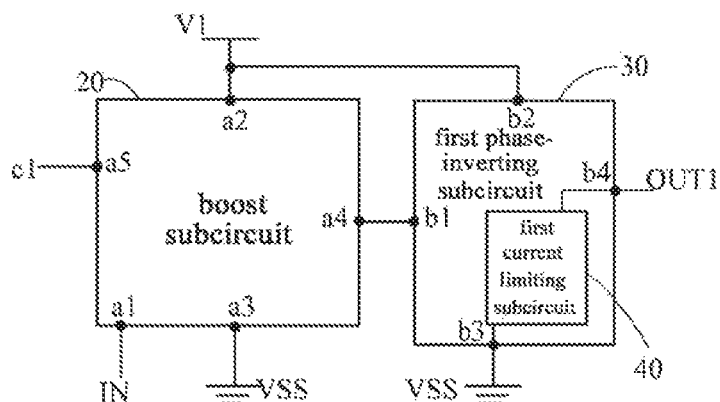 V1
20
30
a2
b2
first phase-
inverting
subcircuit
c1
a5
b4
OUT1
boost
subcircuit
a4
b1
first
current
limiting
subcircuit
a1
a3
b3
40
IN
VSS
VSS